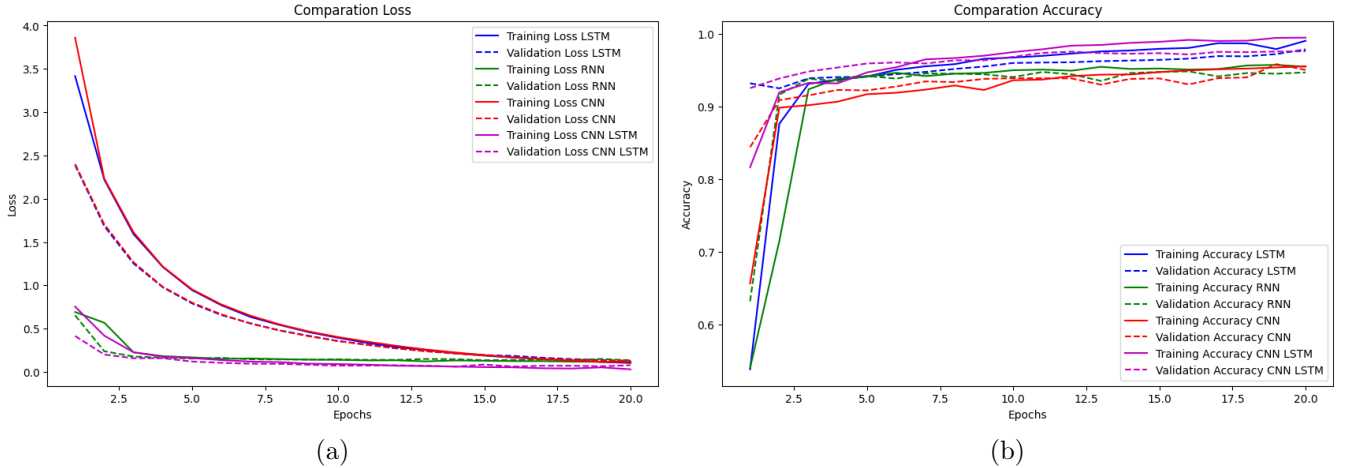 Comparation Loss
4.0
3.5
3.0
2.5
2.0
1.5
1.0
0.5
0.0
Loss
Training Loss LSTM
Validation Loss LSTM
Training Loss RNN
Validation Loss RNN
Training Loss CNN
Validation Loss CNN
Training Loss CNN LSTM
Validation Loss CNN LSTM
2.5 5.0 7.5 10.0 12.5 15.0 17.5 20.0
Epochs
(a)
Comparation Accuracy
1.0
0.9
0.8
0.7
0.6
Accuracy
Training Accuracy LSTM
Validation Accuracy LSTM
Training Accuracy RNN
Validation Accuracy RNN
Training Accuracy CNN
Validation Accuracy CNN
Training Accuracy CNN LSTM
Validation Accuracy CNN LSTM
2.5 5.0 7.5 10.0 12.5 15.0 17.5 20.0
Epochs
(b)